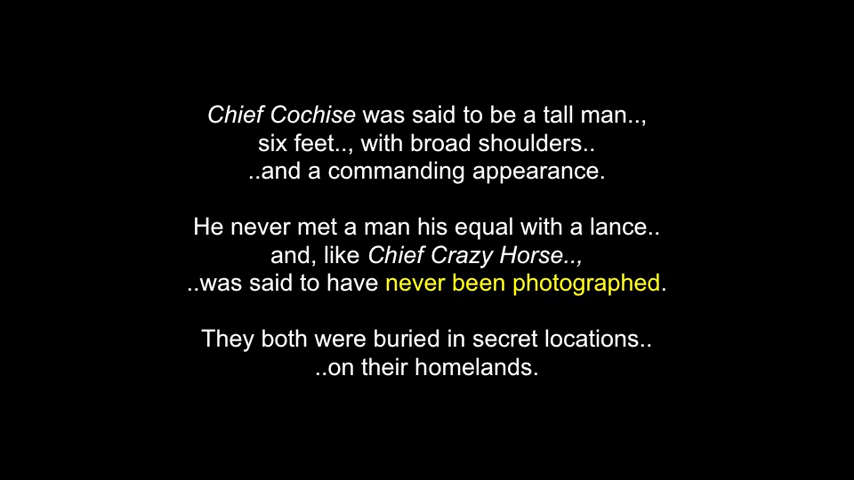 Chief Cochise was said to be a tall man..,
six feet.., with broad shoulders..
..and a commanding appearance.
He never met a man his equal with a lance..
and, like Chief Crazy Horse..,
..was said to have never been photographed.
They both were buried in secret locations..
..on their homelands.